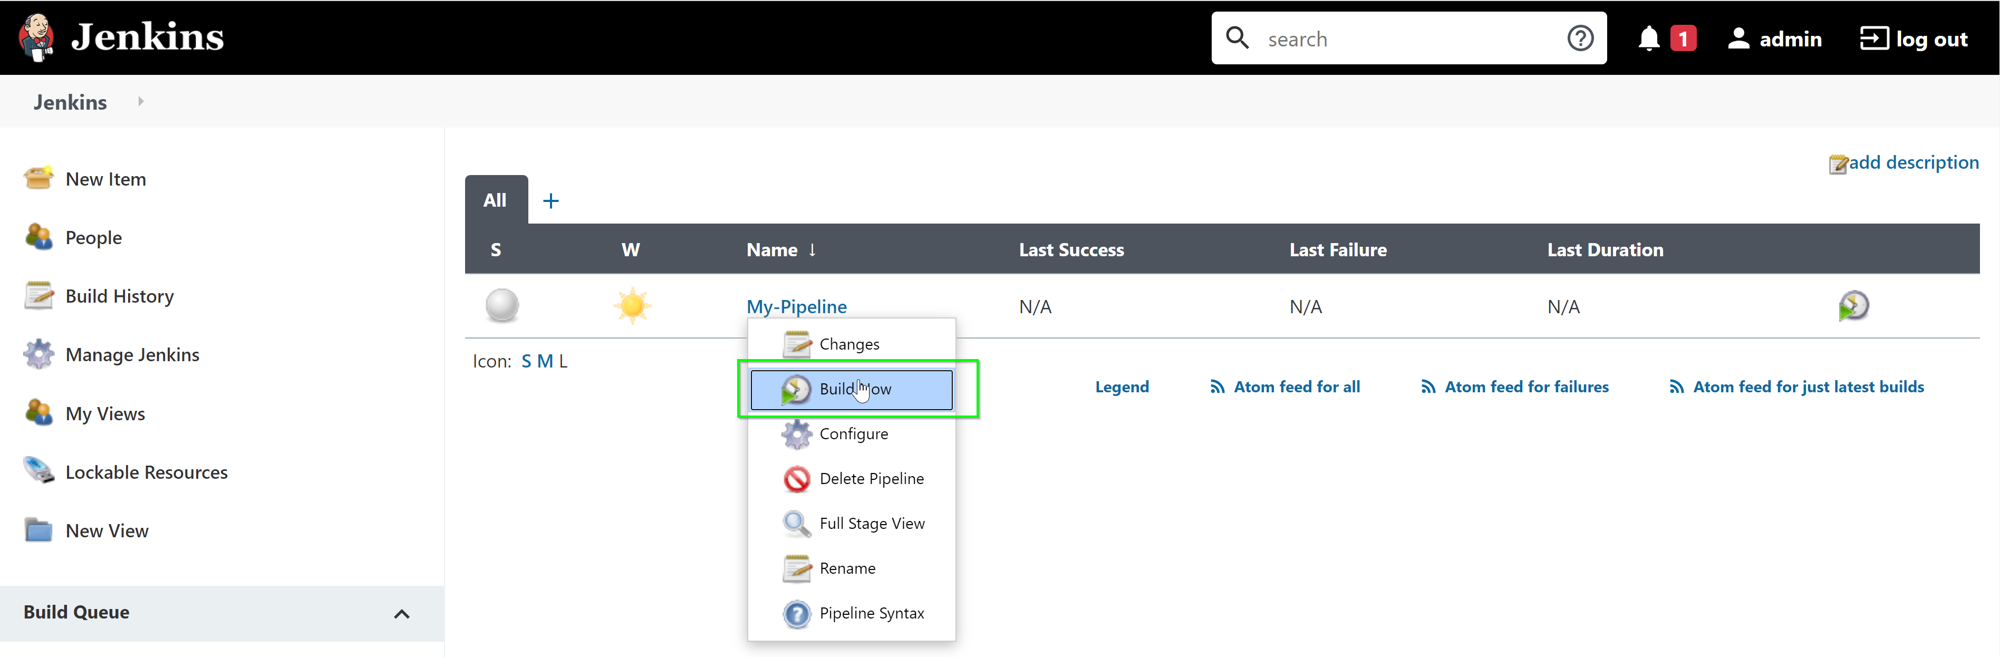 Jenkins
search
1
admin
log out
Jenkins
New Item
People
Build History
Manage Jenkins
My Views
Lockable Resources
New View
Build Queue
add description
All +
S W Name ↓ Last Success Last Failure Last Duration
My-Pipeline N/A N/A N/A
Icon: S M L
Changes
Build Now
Configure
Delete Pipeline
Full Stage View
Rename
Pipeline Syntax
Legend Atom feed for all Atom feed for failures Atom feed for just latest builds